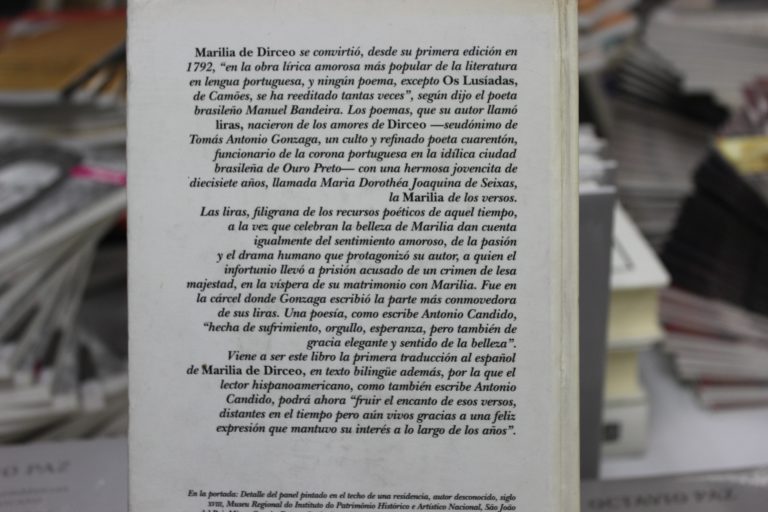 Marilia de Dirceo se convirtió, desde su primera edición en
1792, “en la obra lírica amorosa más popular de la literatura
en lengua portuguesa, y ningún poema, excepto Os Lusíadas,
de Camões, se ha reeditado tantas veces”, según dijo el poeta
brasileño Manuel Bandeira. Los poemas, que su autor llamó
liras, nacieron de los amores de Dirceo —seudónimo de
Tomás Antonio Gonzaga, un culto y refinado poeta cuarentón,
funcionario de la corona portuguesa en la idílica ciudad
brasileña de Ouro Preto— con una hermosa jovencita de
diecisiete años, llamada Maria Dorothéa Joaquina de Seixas,
la Marilia de los versos.
Las liras, filigrana de los recursos poéticos de aquel tiempo,
a la vez que celebran la belleza de Marilia dan cuenta
igualmente del sentimiento amoroso, de la pasión
y el drama humano que protagonizó su autor, a quien el
infortunio llevó a prisión acusado de un crimen de lesa
majestad, en la víspera de su matrimonio con Marilia. Fue en
la cárcel donde Gonzaga escribió la parte más conmovedora
de sus liras. Una poesía, como escribe Antonio Candido,
“hecha de sufrimiento, orgullo, esperanza, pero también de
gracia elegante y sentido de la belleza”.
Viene a ser este libro la primera traducción al español
de Marilia de Dirceo, en texto bilingüe además, por la que el
lector hispanoamericano, como también escribe Antonio
Candido, podrá ahora “fruir el encanto de esos versos,
distantes en el tiempo pero aún vivos gracias a una feliz
expresión que mantuvo su interés a lo largo de los años”.
En la portada: Detalle del panel pintado en el techo de una residencia, autor desconocido, siglo
XVIII, Museu Regional do Instituto do Patrimônio Histórico e Artístico Nacional, São João
OCTAVIO PAZ